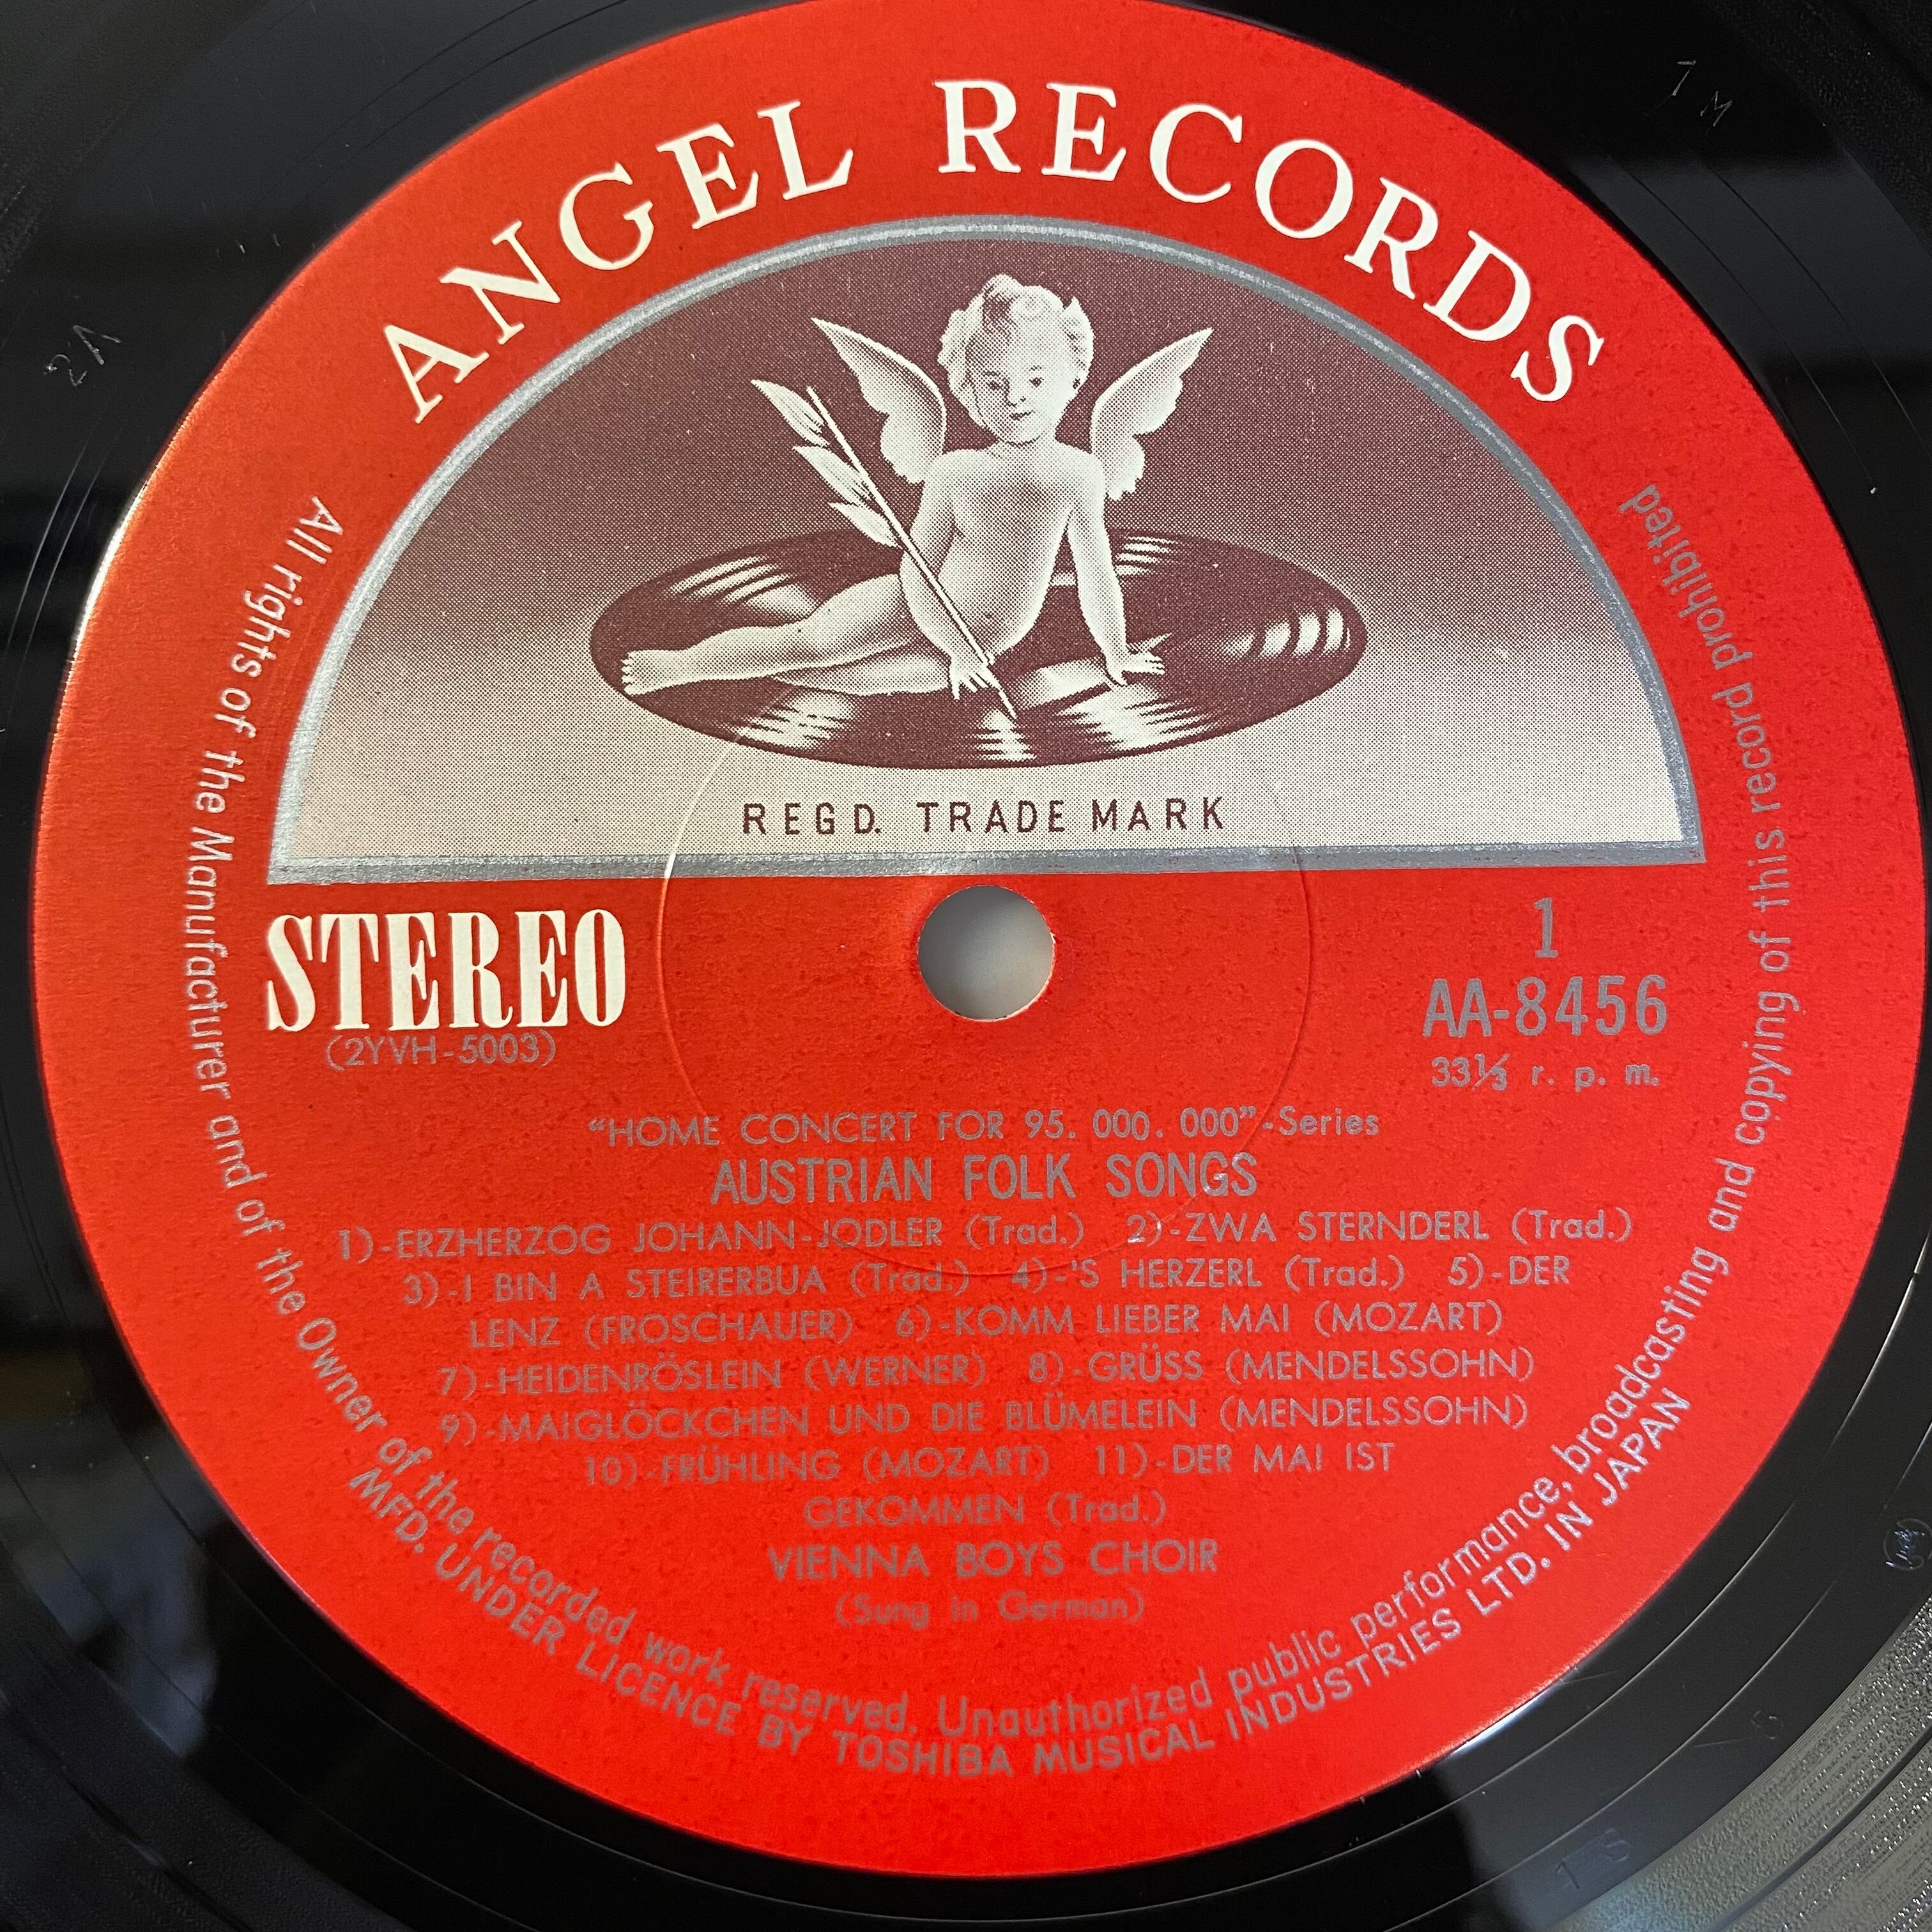 ANGEL RECORDS
REGD. TRADE MARK
STEREO
(2YVH-5003)
1
AA-8456
33⅓ r. p. m.
"HOME CONCERT FOR 95. 000. 000"-Series
AUSTRIAN FOLK SONGS
1)-ERZHERZOG JOHANN-JODLER (Trad.) 2)-ZWA STERNDERL (Trad.)
3)-I BIN A STEIRERBUA (Trad.) 4)-'S HERZERL (Trad.) 5)-DER
LENZ (FROSCHAUER) 6)-KOMM LIEBER MAI (MOZART)
7)-HEIDENRÖSLEIN (WERNER) 8)-GRÜSS (MENDELSSOHN)
9)-MAIGLÖCKCHEN UND DIE BLÜMELEIN (MENDELSSOHN)
10)-FRÜHLING (MOZART) 11)-DER MAI IST
GEKOMMEN (Trad.)
VIENNA BOYS CHOIR
(Sung in German)
All rights of the Manufacturer and of the Owner of the recorded work reserved. Unauthorized public performance, broadcasting and copying of this record prohibited
MFD. UNDER LICENCE BY TOSHIBA MUSICAL INDUSTRIES LTD. IN JAPAN
1 M
1 S
6